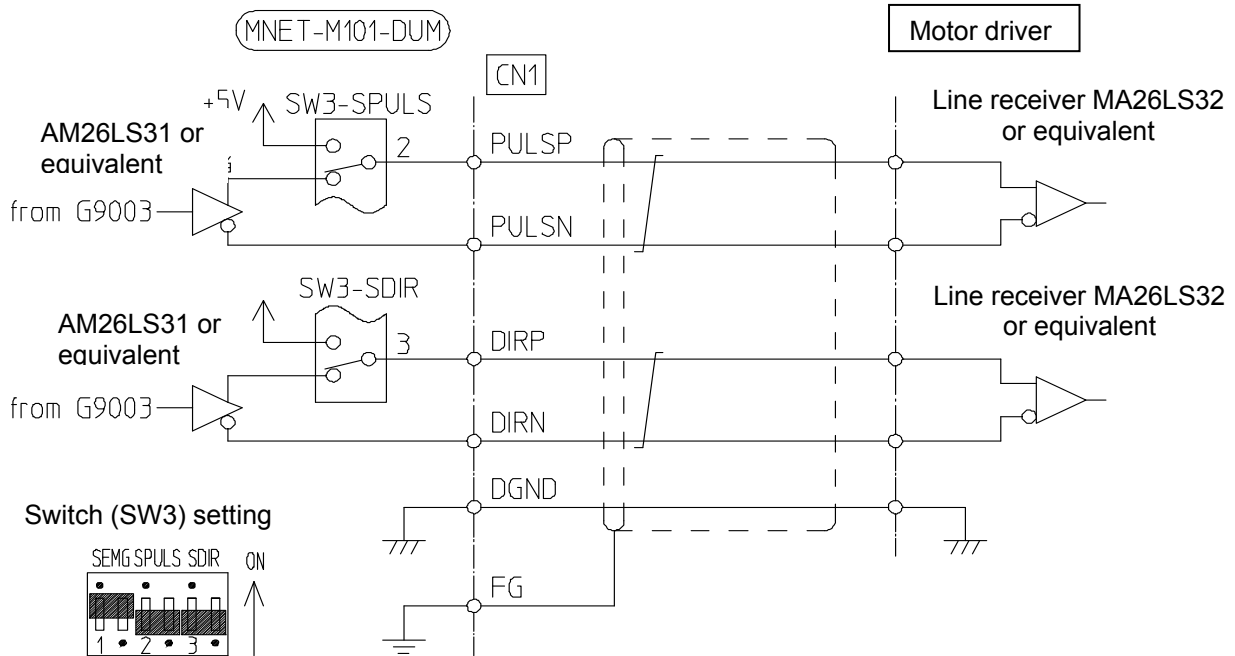 MNET-M101-DUM
Motor driver
CN1
+5V
SW3-SPULS
AM26LS31 or
equivalent
2
PULSP
Line receiver MA26LS32
or equivalent
from G9003
PULSN
SW3-SDIR
AM26LS31 or
equivalent
3
DIRP
Line receiver MA26LS32
or equivalent
from G9003
DIRN
DGND
Switch (SW3) setting
SEMG SPULS SDIR ON
1 2 3
FG